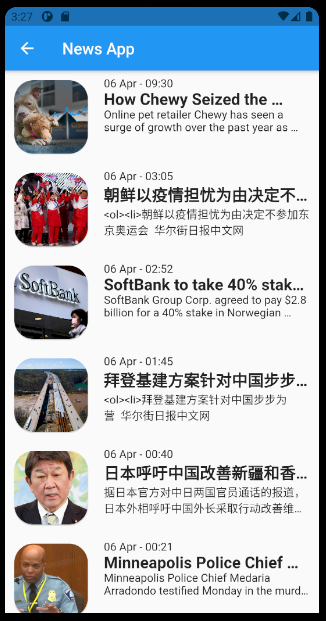 3:27
News App
06 Apr - 09:30
How Chewy Seized the ...
Online pet retailer Chewy has seen a
surge of growth over the past year as ...
06 Apr - 03:05
朝鲜以疫情担忧为由决定不...
<ol><li>朝鲜以疫情担忧为由决定不参加东
京奥运会 华尔街日报中文网
06 Apr - 02:52
SoftBank to take 40% stak...
SoftBank Group Corp. agreed to pay $2.8
billion for a 40% stake in Norwegian ...
SoftBank
06 Apr - 01:45
拜登基建方案针对中国步步...
<ol><li>拜登基建方案针对中国步步为
营 华尔街日报中文网
06 Apr - 00:40
日本呼吁中国改善新疆和香...
据日本官方对中日两国官员通话的报道，
日本外相呼吁中国外长采取行动改善维...
06 Apr - 00:21
Minneapolis Police Chief ...
Minneapolis Police Chief Medaria
Arradondo testified Monday in the murd...